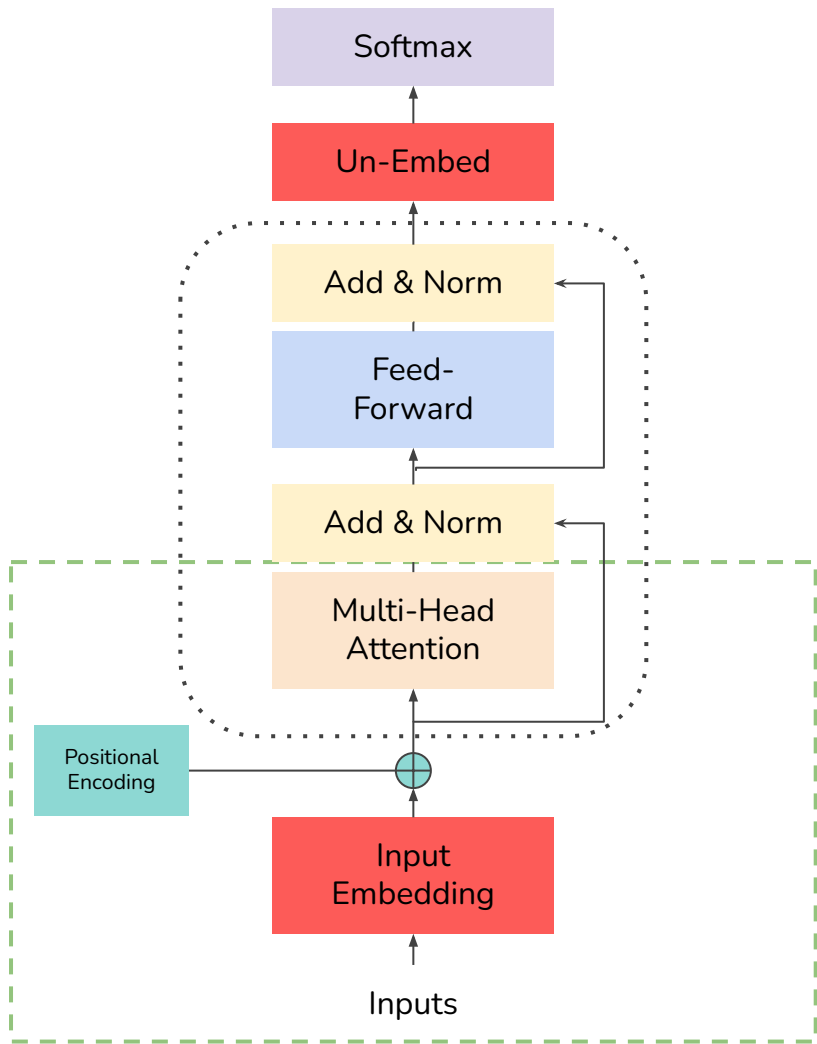 Softmax
Un-Embed
Add & Norm
Feed-
Forward
Add & Norm
Multi-Head
Attention
Positional
Encoding
Input
Embedding
Inputs